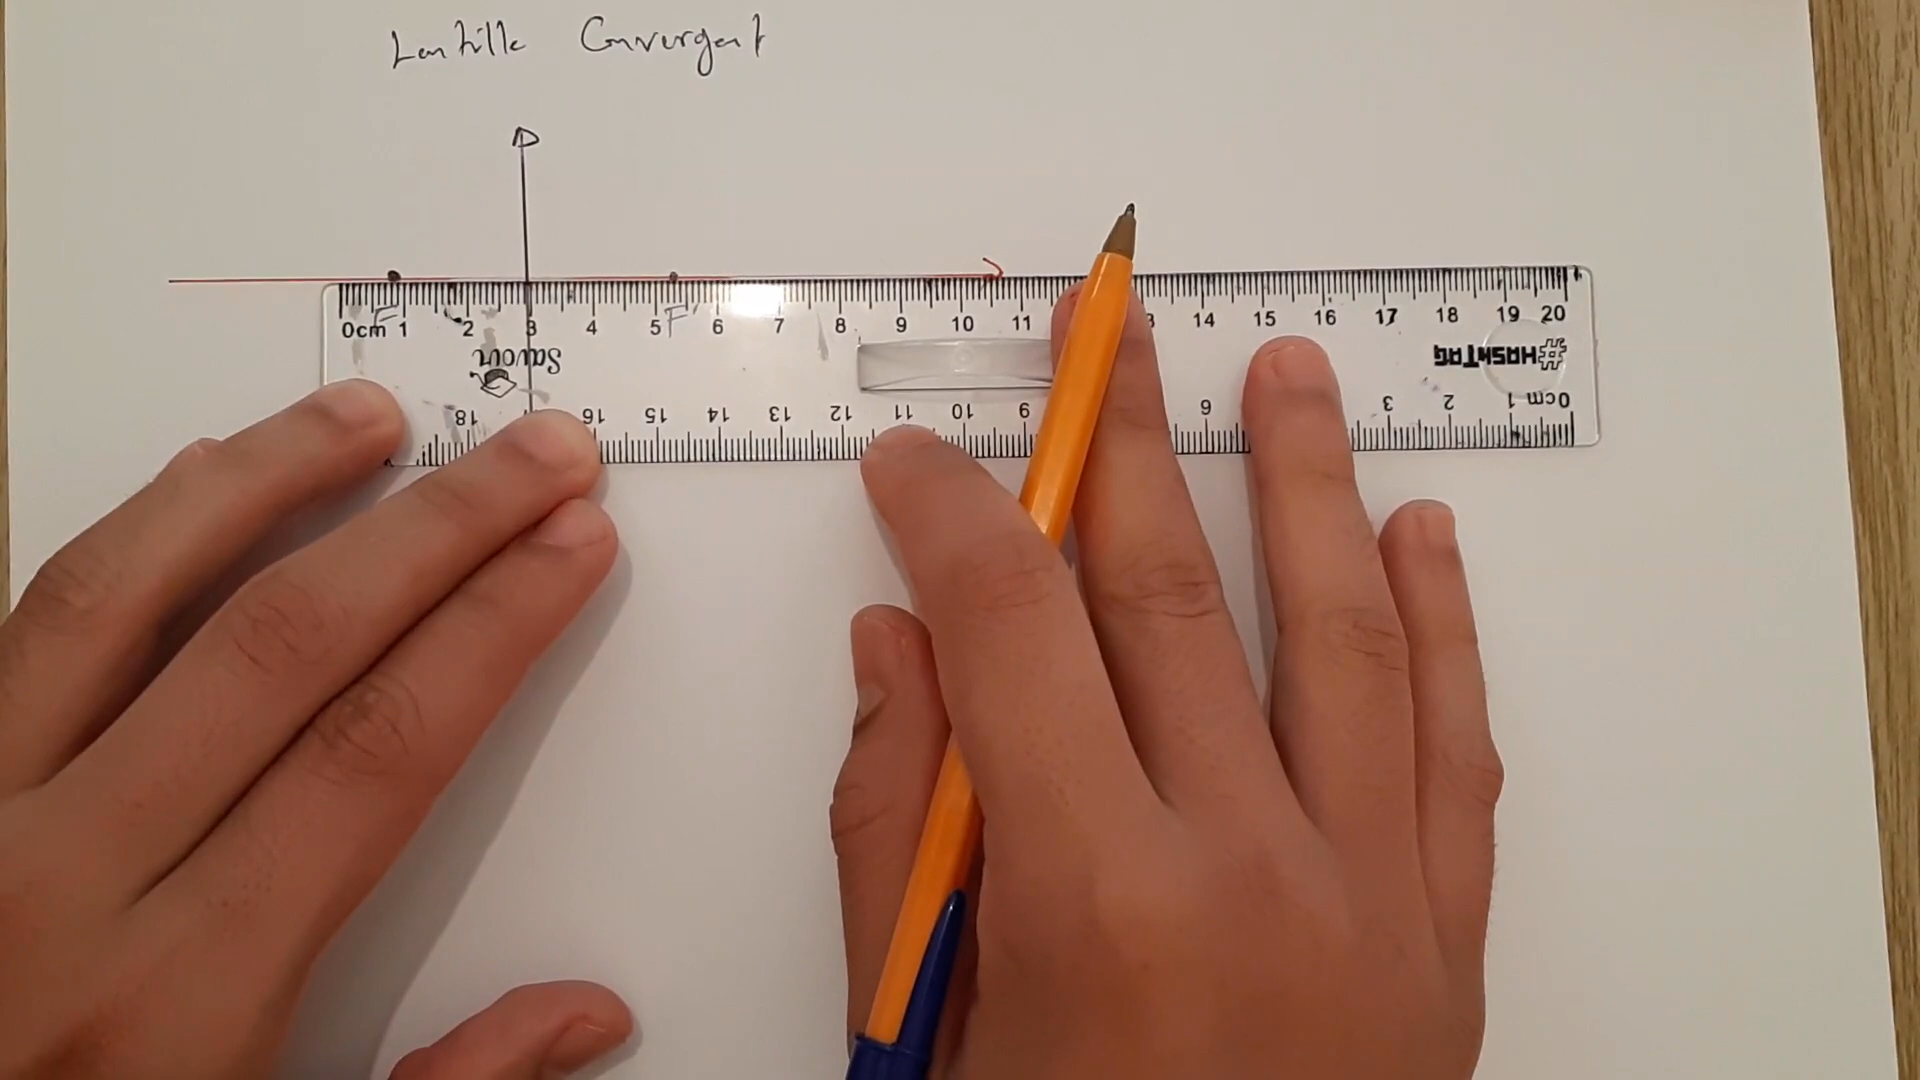 Lentille Convergent
F F'
0cm 1 2 3 4 5 6 7 8 9 10 11 14 15 16 17 18 19 20
Savour
#HASHTAG
18 16 15 14 13 12 11 10 9 6 3 2 1 0cm